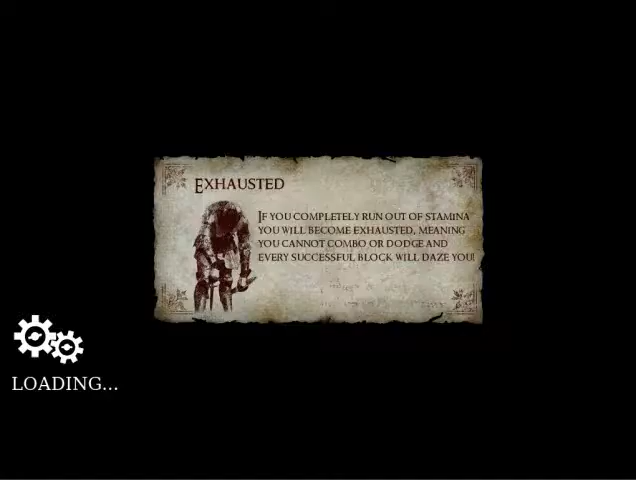 EXHAUSTED
IF YOU COMPLETELY RUN OUT OF STAMINA
YOU WILL BECOME EXHAUSTED, MEANING
YOU CANNOT COMBO OR DODGE AND
EVERY SUCCESSFUL BLOCK WILL DAZE YOU!
LOADING...